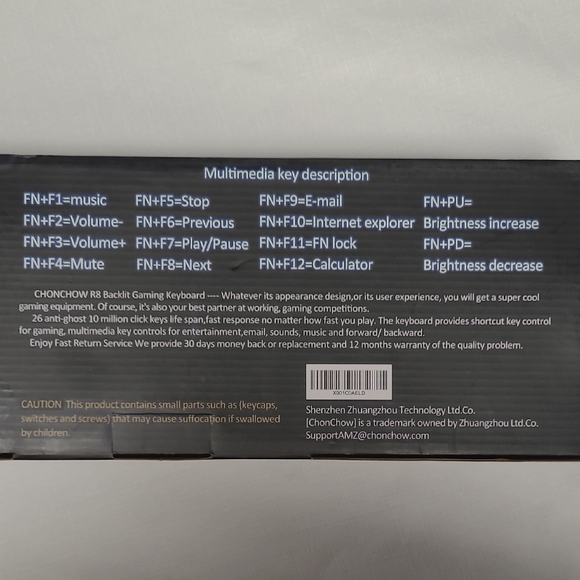 Multimedia key description
FN+F1=music FN+F5=Stop FN+F9=E-mail FN+PU=
FN+F2=Volume- FN+F6=Previous FN+F10=Internet explorer Brightness increase
FN+F3=Volume+ FN+F7=Play/Pause FN+F11=FN lock FN+PD=
FN+F4=Mute FN+F8=Next FN+F12=Calculator Brightness decrease
CHONCHOW R8 Backlit Gaming Keyboard ---- Whatever its appearance design,or its user experience, you will get a super cool
gaming equipment. Of course, it's also your best partner at working, gaming competitions.
26 anti-ghost 10 million click keys life span,fast response no matter how fast you play. The keyboard provides shortcut key control
for gaming, multimedia key controls for entertainment,email, sounds, music and forward/ backward.
Enjoy Fast Return Service We provide 30 days money back or replacement and 12 months warranty of the quality problem.
CAUTION This product contains small parts such as (keycaps,
switches and screws) that may cause suffocation if swallowed
by children.
Shenzhen Zhuangzhou Technology Ltd.Co.
[ChonChow] is a trademark owned by Zhuangzhou Ltd.Co.
SupportAMZ@chonchow.com